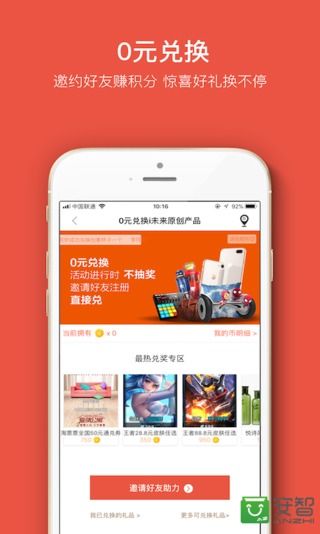 0元兑换
邀约好友赚积分 惊喜好礼换不停
中国联通
10:16
92%
0元兑换i未来原创产品
0元兑换
活动进行时 不抽奖
邀请好友注册
直接兑
当前拥有 x 0
我的币明细 >
最热兑奖专区
淘票票全国50元通兑券
王者28.8元皮肤任选
王者88.8元皮肤任选
悦诗
750
350
950
邀请好友助力
我已兑换的礼品 >
更多可兑换礼品>
安智
ANZHI